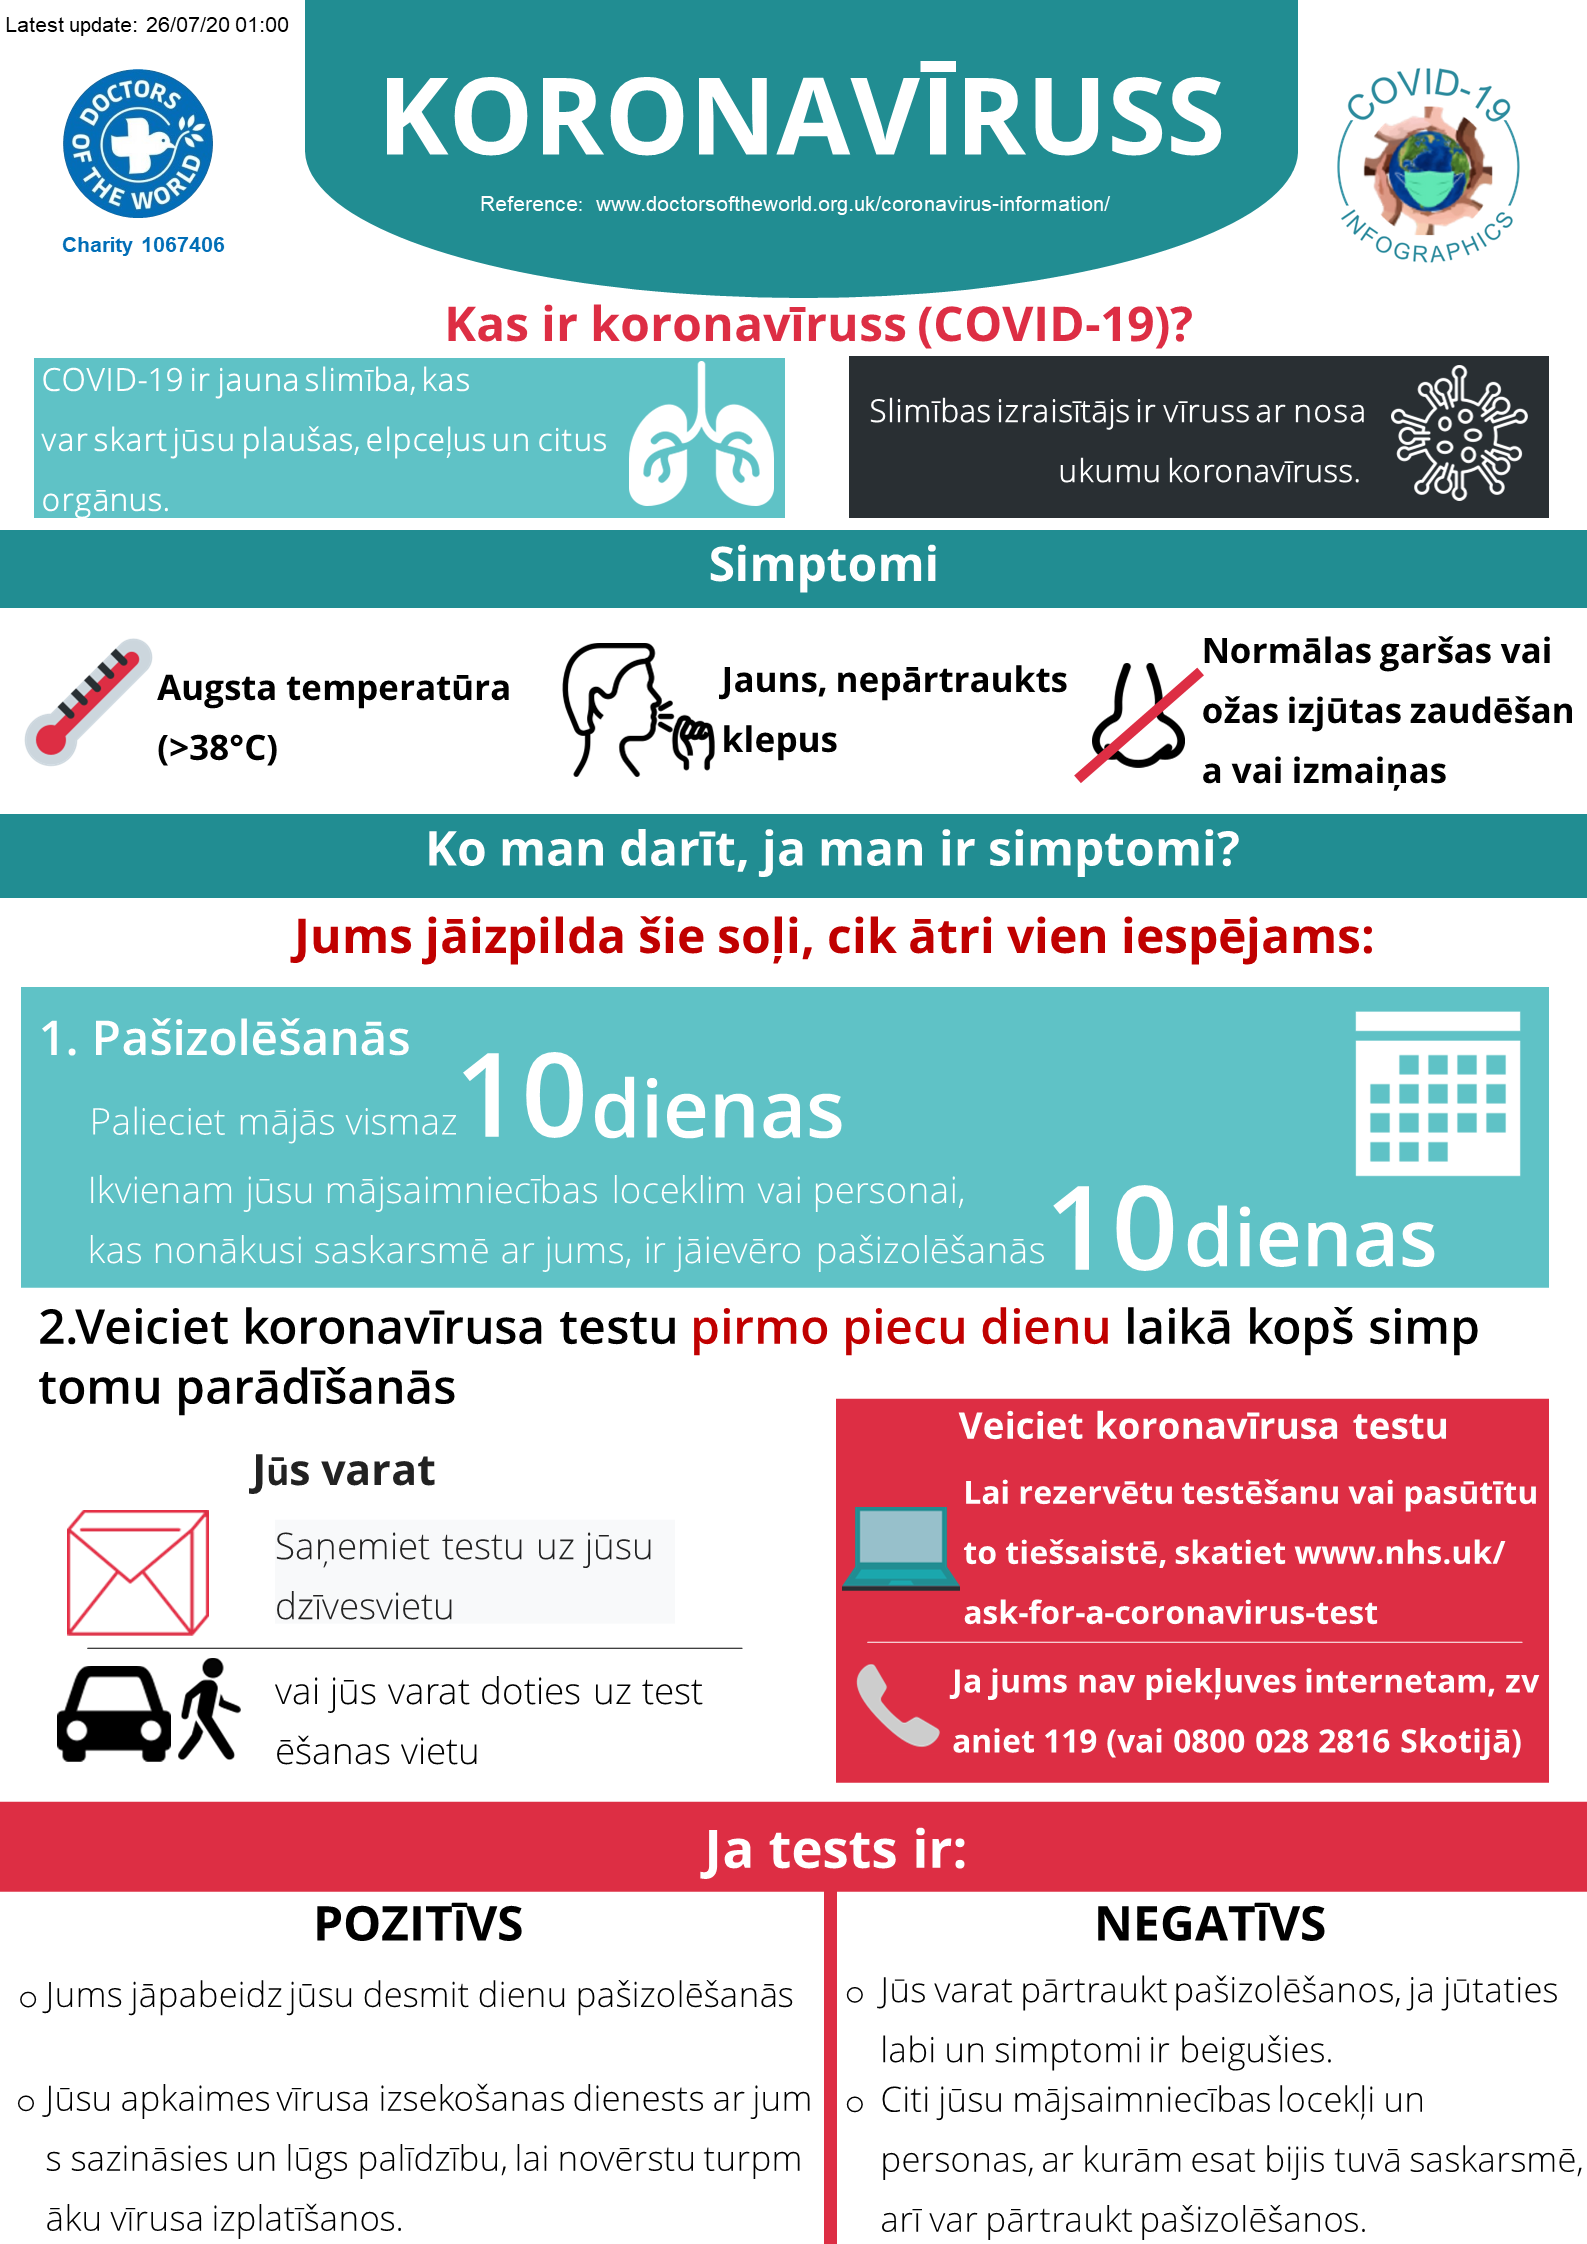 Latest update: 26/07/20 01:00
DOCTORS OF THE WORLD
Charity 1067406
KORONAVĪRUSS
Reference: www.doctorsoftheworld.org.uk/coronavirus-information/
COVID-19
INFOGRAPHICS
Kas ir koronavīruss (COVID-19)?
COVID-19 ir jauna slimība, kas
var skart jūsu plaušas, elpceļus un citus
orgānus.
Slimības izraisītājs ir vīruss ar nosa
ukumu koronavīruss.
Simptomi
Augsta temperatūra
(>38°C)
Jauns, nepārtraukts
klepus
Normālas garšas vai
ožas izjūtas zaudēšan
a vai izmaiņas
Ko man darīt, ja man ir simptomi?
Jums jāizpilda šie soļi, cik ātri vien iespējams:
1. Pašizolēšanās
Palieciet mājās vismaz 10 dienas
Ikvienam jūsu mājsaimniecības loceklim vai personai,
kas nonākusi saskarsmē ar jums, ir jāievēro pašizolēšanās 10 dienas
2.Veiciet koronavīrusa testu pirmo piecu dienu laikā kopš simp
tomu parādīšanās
Jūs varat
Saņemiet testu uz jūsu
dzīvesvietu
vai jūs varat doties uz test
ēšanas vietu
Veiciet koronavīrusa testu
Lai rezervētu testēšanu vai pasūtītu
to tiešsaistē, skatiet www.nhs.uk/
ask-for-a-coronavirus-test
Ja jums nav piekļuves internetam, zv
aniet 119 (vai 0800 028 2816 Skotijā)
Ja tests ir:
POZITĪVS
o Jums jāpabeidz jūsu desmit dienu pašizolēšanās
o Jūsu apkaimes vīrusa izsekošanas dienests ar jum
s sazināsies un lūgs palīdzību, lai novērstu turpm
āku vīrusa izplatīšanos.
NEGATĪVS
o Jūs varat pārtraukt pašizolēšanos, ja jūtaties
labi un simptomi ir beigušies.
o Citi jūsu mājsaimniecības locekļi un
personas, ar kurām esat bijis tuvā saskarsmē,
arī var pārtraukt pašizolēšanos.